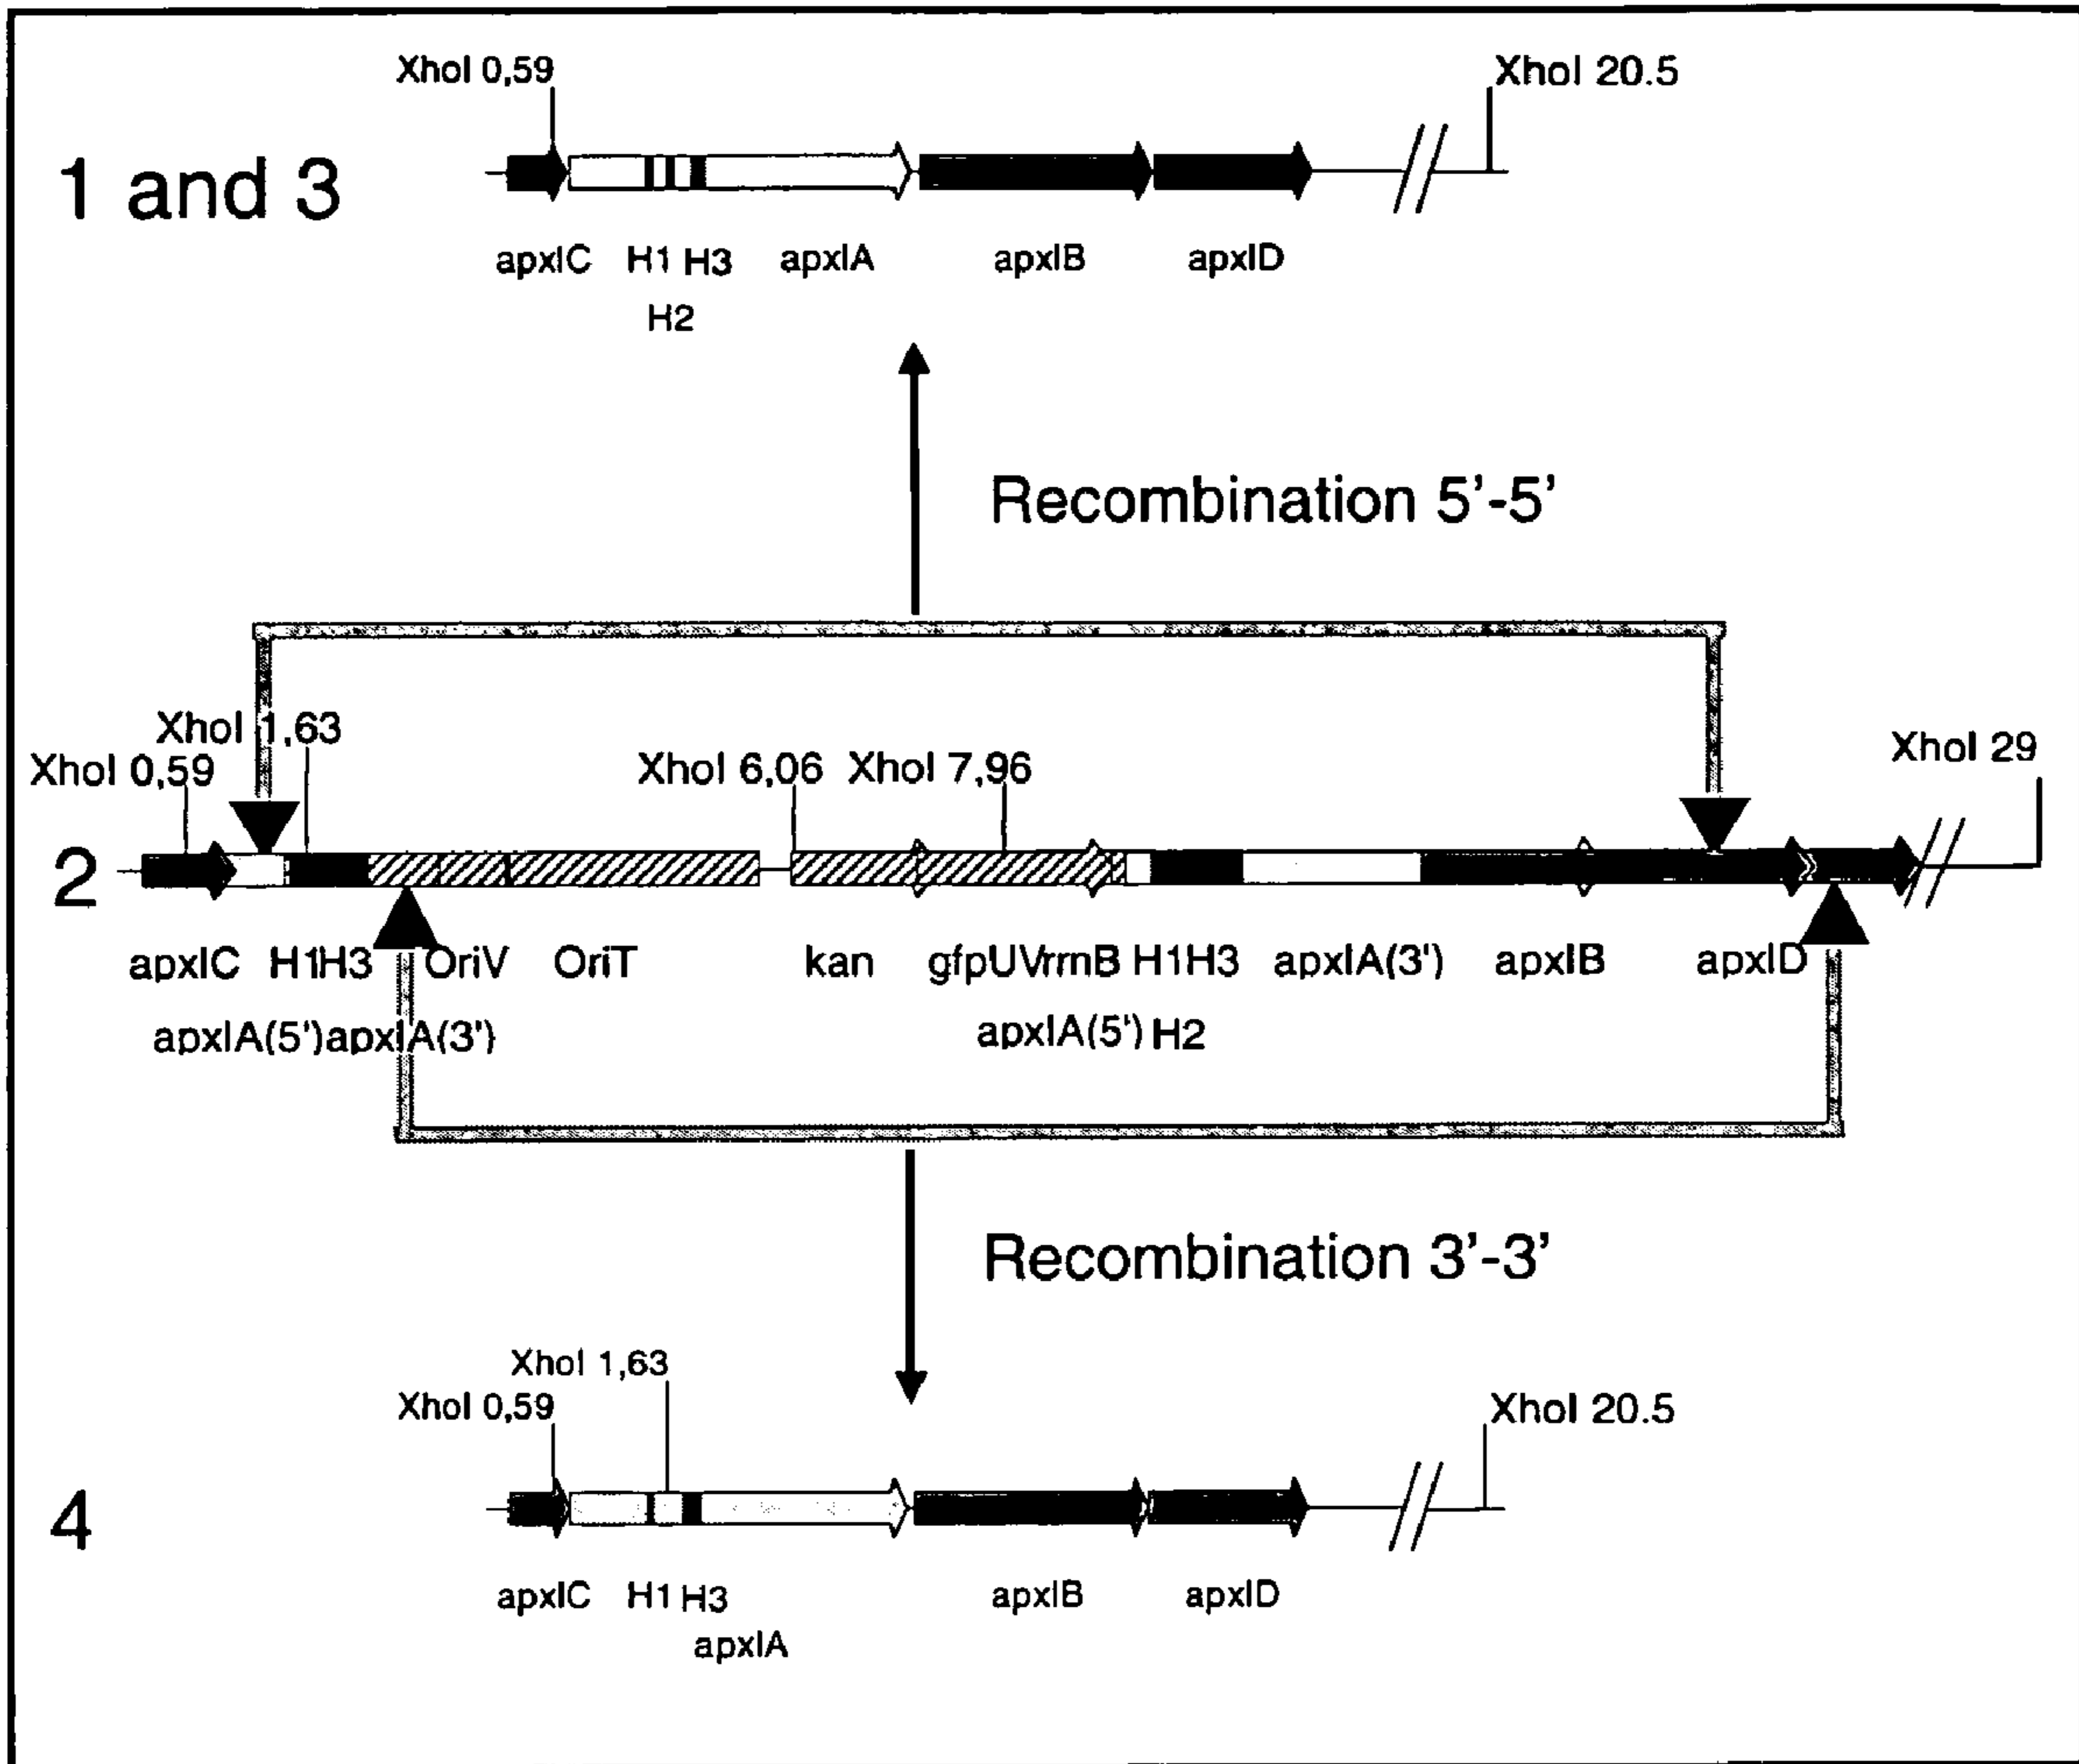 XhoI 0,59 XhoI 20.5
1 and 3
apxIC H1 H3 apxIA apxIB apxID
H2
Recombination 5’-5’
XhoI 1,63
XhoI 0,59 XhoI 6,06 XhoI 7,96 XhoI 29
2
apxIC H1H3 OriV OriT kan gfpUVrrnB H1H3 apxIA(3') apxIB apxID
apxIA(5')apxIA(3') apxIA(5') H2
Recombination 3’-3’
XhoI 1,63
XhoI 0,59 XhoI 20.5
4
apxIC H1 H3 apxIB apxID
apxIA